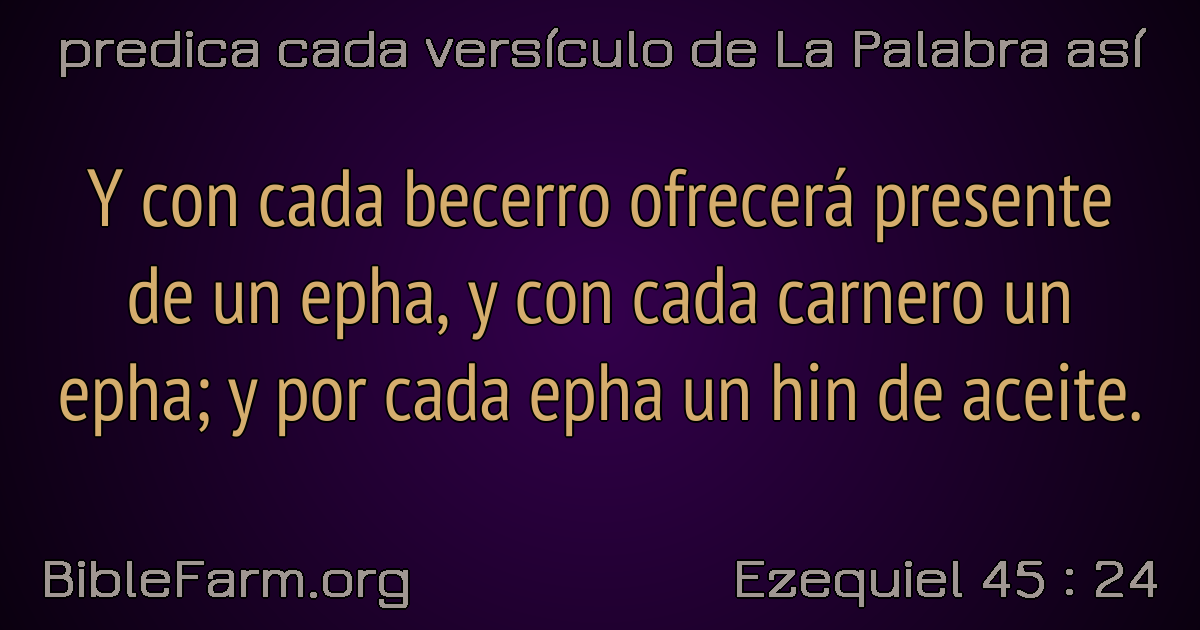 predica cada versículo de La Palabra así
Y con cada becerro ofrecerá presente
de un epha, y con cada carnero un
epha; y por cada epha un hin de aceite.
BibleFarm.org
Ezequiel 45 : 24